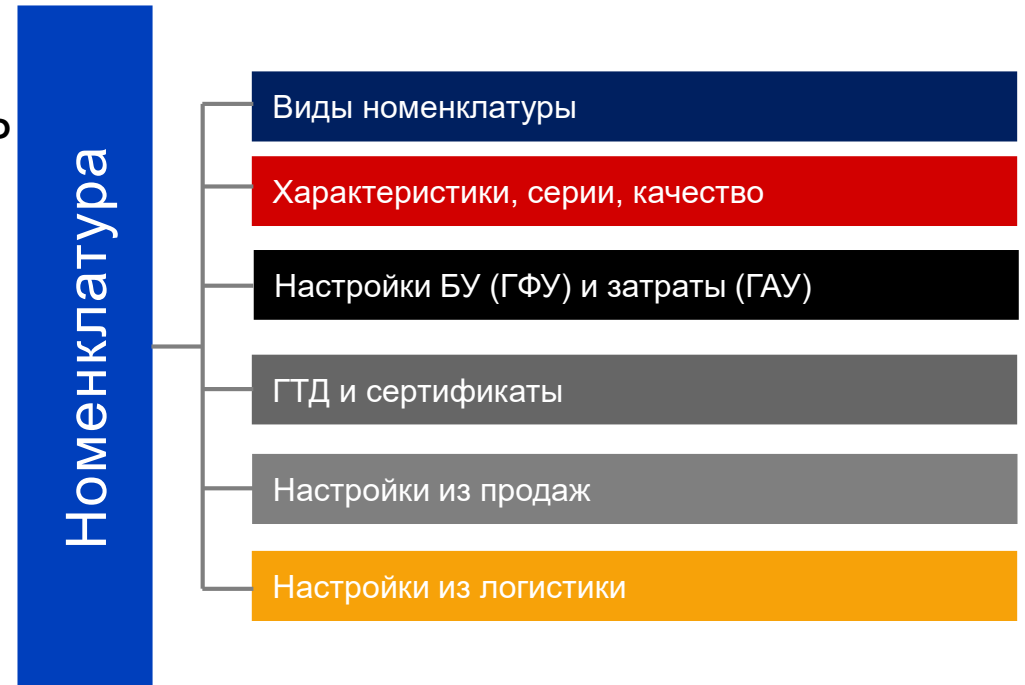 Номенклатура
Виды номенклатуры
Характеристики, серии, качество
Настройки БУ (ГФУ) и затраты (ГАУ)
ГТД и сертификаты
Настройки из продаж
Настройки из логистики